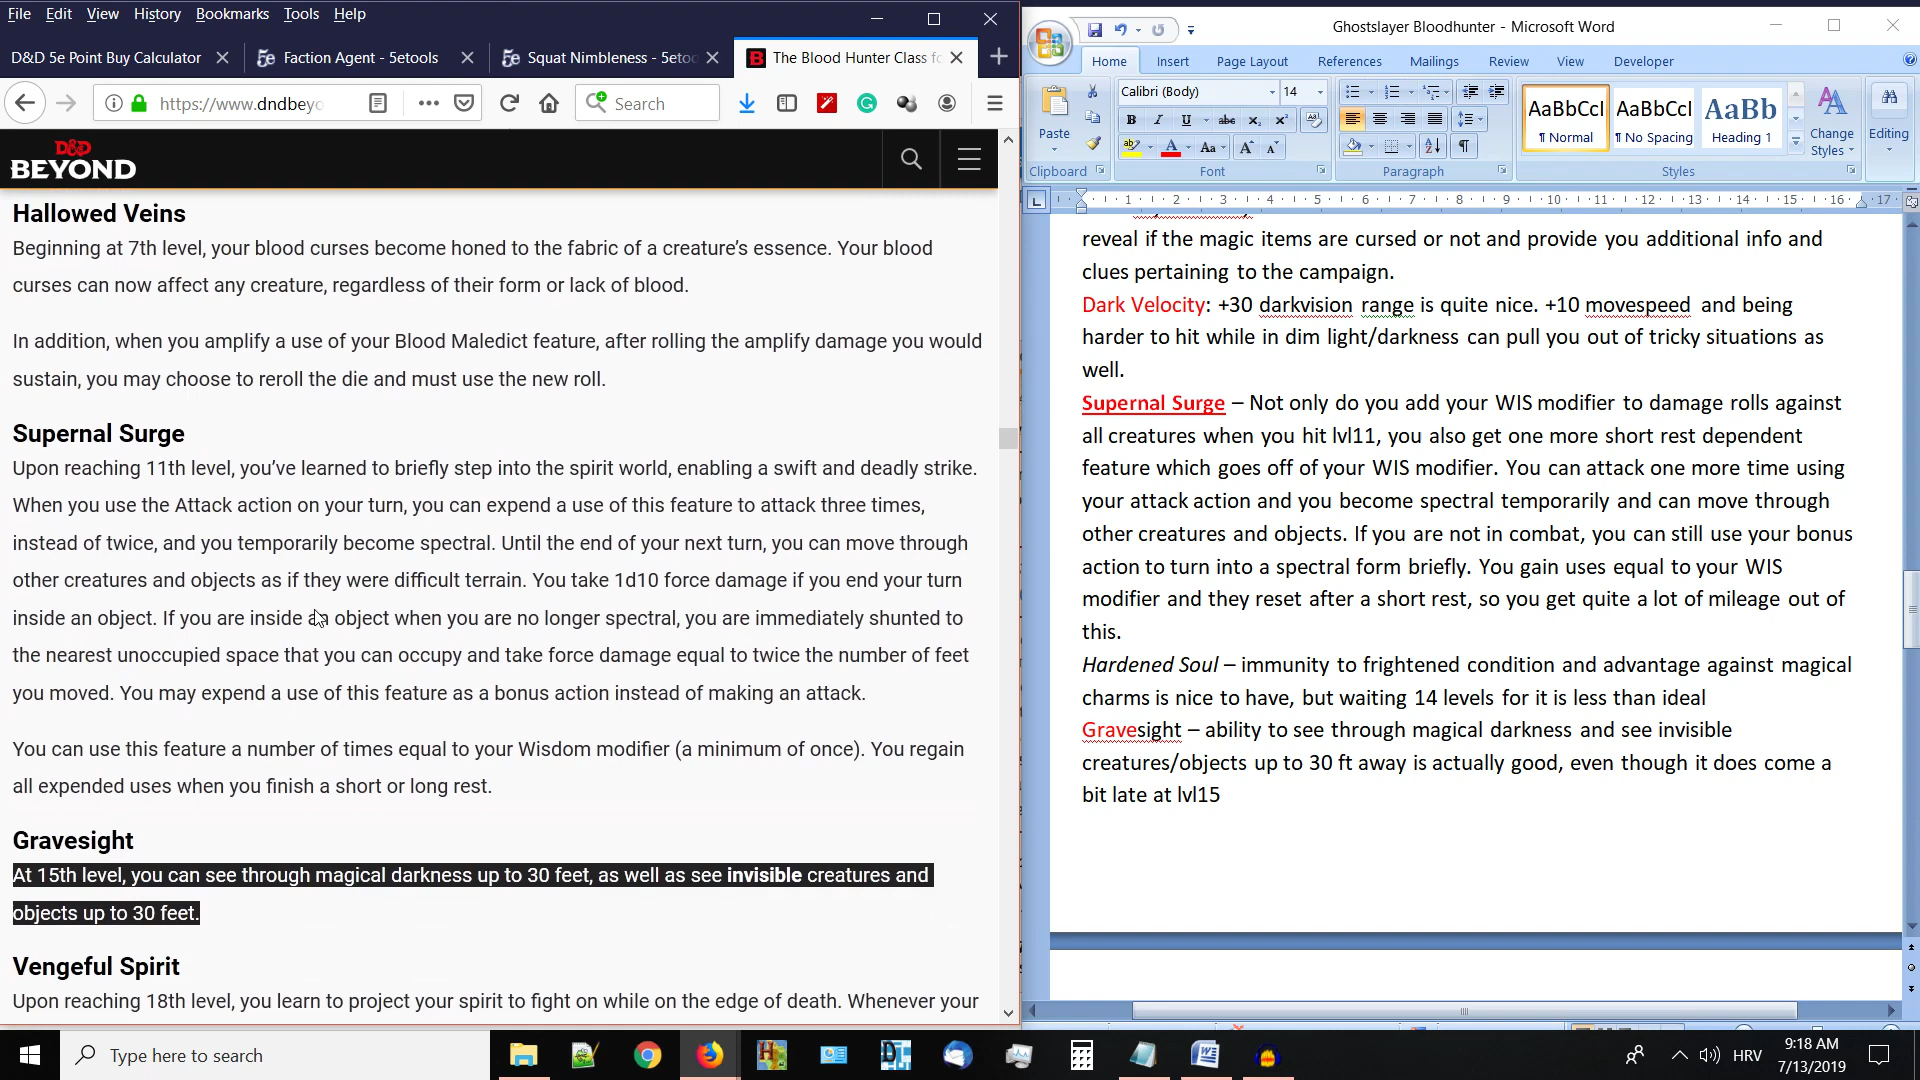 File Edit View History Bookmarks Tools Help
D&D 5e Point Buy Calculator
Faction Agent - 5etools
Squat Nimbleness - 5etoo
The Blood Hunter Class fo
https://www.dndbeyo
Search
D&D
BEYOND
Hallowed Veins
Beginning at 7th level, your blood curses become honed to the fabric of a creature’s essence. Your blood
curses can now affect any creature, regardless of their form or lack of blood.
In addition, when you amplify a use of your Blood Maledict feature, after rolling the amplify damage you would
sustain, you may choose to reroll the die and must use the new roll.
Supernal Surge
Upon reaching 11th level, you’ve learned to briefly step into the spirit world, enabling a swift and deadly strike.
When you use the Attack action on your turn, you can expend a use of this feature to attack three times,
instead of twice, and you temporarily become spectral. Until the end of your next turn, you can move through
other creatures and objects as if they were difficult terrain. You take 1d10 force damage if you end your turn
inside an object. If you are inside an object when you are no longer spectral, you are immediately shunted to
the nearest unoccupied space that you can occupy and take force damage equal to twice the number of feet
you moved. You may expend a use of this feature as a bonus action instead of making an attack.
You can use this feature a number of times equal to your Wisdom modifier (a minimum of once). You regain
all expended uses when you finish a short or long rest.
Gravesight
At 15th level, you can see through magical darkness up to 30 feet, as well as see invisible creatures and
objects up to 30 feet.
Vengeful Spirit
Upon reaching 18th level, you learn to project your spirit to fight on while on the edge of death. Whenever your
Ghostslayer Bloodhunter - Microsoft Word
Home Insert Page Layout References Mailings Review View Developer
Paste
Clipboard
Calibri (Body) 14
Font
Paragraph
AaBbCcI AaBbCcI AaBb
¶ Normal ¶ No Spacing Heading 1
Change Styles
Styles
Editing
1 2 3 4 5 6 7 8 9 10 11 12 13 14 15 16 17
reveal if the magic items are cursed or not and provide you additional info and
clues pertaining to the campaign.
Dark Velocity: +30 darkvision range is quite nice. +10 movespeed and being
harder to hit while in dim light/darkness can pull you out of tricky situations as
well.
Supernal Surge – Not only do you add your WIS modifier to damage rolls against
all creatures when you hit lvl11, you also get one more short rest dependent
feature which goes off of your WIS modifier. You can attack one more time using
your attack action and you become spectral temporarily and can move through
other creatures and objects. If you are not in combat, you can still use your bonus
action to turn into a spectral form briefly. You gain uses equal to your WIS
modifier and they reset after a short rest, so you get quite a lot of mileage out of
this.
Hardened Soul – immunity to frightened condition and advantage against magical
charms is nice to have, but waiting 14 levels for it is less than ideal
Gravesight – ability to see through magical darkness and see invisible
creatures/objects up to 30 ft away is actually good, even though it does come a
bit late at lvl15
Type here to search
HRV
9:18 AM
7/13/2019